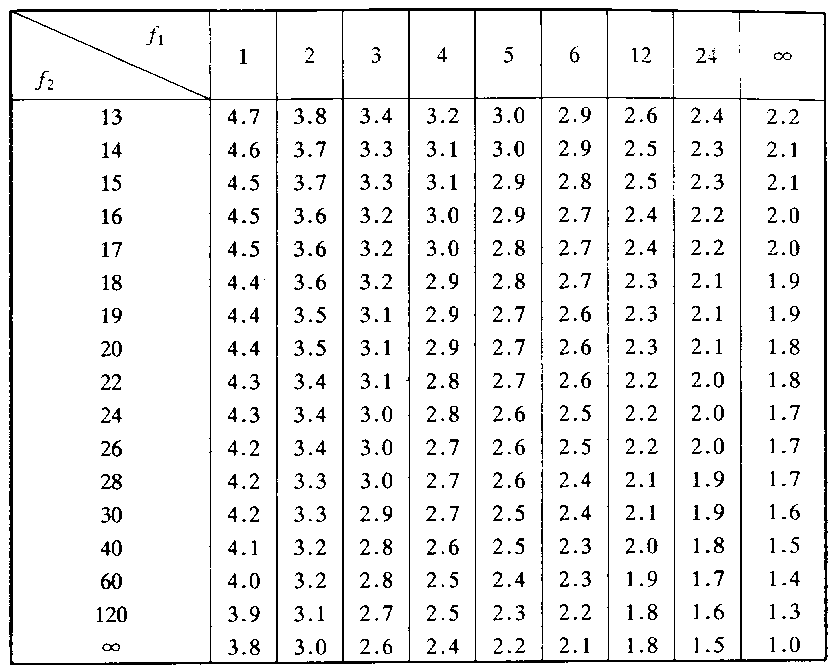 f1
f2 1 2 3 4 5 6 12 24 ∞
13 4.7 3.8 3.4 3.2 3.0 2.9 2.6 2.4 2.2
14 4.6 3.7 3.3 3.1 3.0 2.9 2.5 2.3 2.1
15 4.5 3.7 3.3 3.1 2.9 2.8 2.5 2.3 2.1
16 4.5 3.6 3.2 3.0 2.9 2.7 2.4 2.2 2.0
17 4.5 3.6 3.2 3.0 2.8 2.7 2.4 2.2 2.0
18 4.4 3.6 3.2 2.9 2.8 2.7 2.3 2.1 1.9
19 4.4 3.5 3.1 2.9 2.7 2.6 2.3 2.1 1.9
20 4.4 3.5 3.1 2.9 2.7 2.6 2.3 2.1 1.8
22 4.3 3.4 3.1 2.8 2.7 2.6 2.2 2.0 1.8
24 4.3 3.4 3.0 2.8 2.6 2.5 2.2 2.0 1.7
26 4.2 3.4 3.0 2.7 2.6 2.5 2.2 2.0 1.7
28 4.2 3.3 3.0 2.7 2.6 2.4 2.1 1.9 1.7
30 4.2 3.3 2.9 2.7 2.5 2.4 2.1 1.9 1.6
40 4.1 3.2 2.8 2.6 2.5 2.3 2.0 1.8 1.5
60 4.0 3.2 2.8 2.5 2.4 2.3 1.9 1.7 1.4
120 3.9 3.1 2.7 2.5 2.3 2.2 1.8 1.6 1.3
∞ 3.8 3.0 2.6 2.4 2.2 2.1 1.8 1.5 1.0